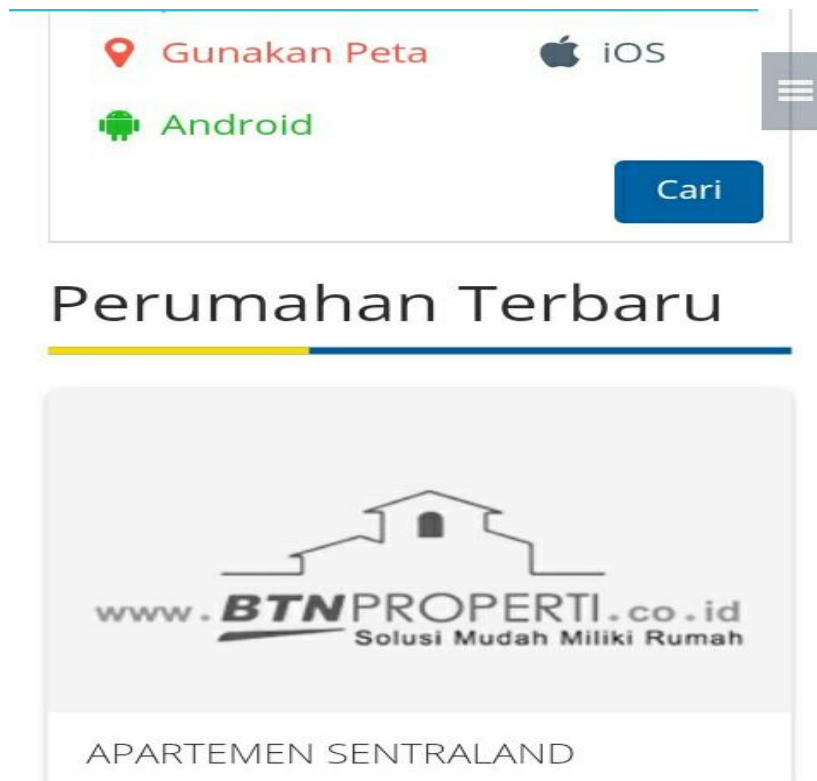 Gunakan Peta
iOS
Android
Cari
Perumahan Terbaru
www.BTNPROPERTI.co.id
Solusi Mudah Miliki Rumah
APARTEMEN SENTRALAND